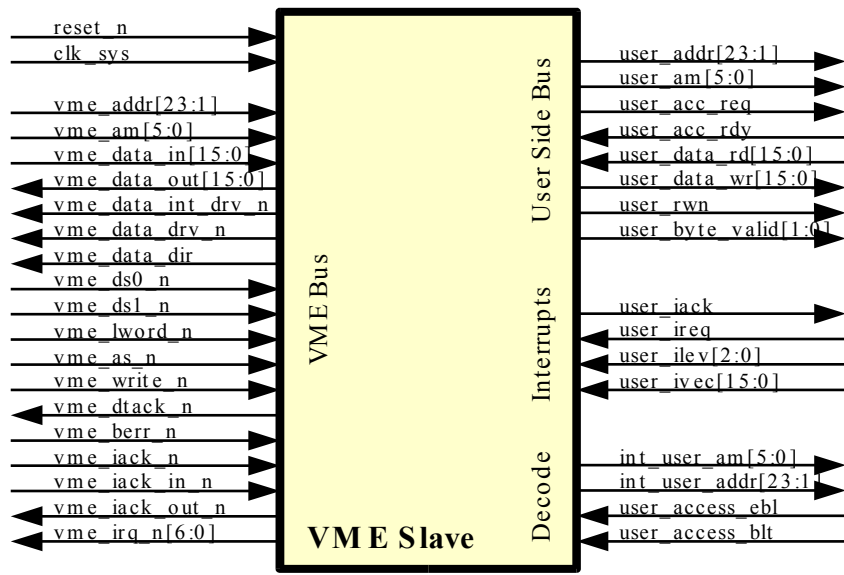 reset_n
clk_sys
vme_addr[23:1]
vme_am[5:0]
vme_data_in[15:0]
vme_data_out[15:0]
vme_data_int_drv_n
vme_data_drv_n
vme_data_dir
vme_ds0_n
vme_ds1_n
vme_lword_n
vme_as_n
vme_write_n
vme_dtack_n
vme_berr_n
vme_iack_n
vme_iack_in_n
vme_iack_out_n
vme_irq_n[6:0]
VME Bus
VME Slave
User Side Bus
Interrupts
Decode
user_addr[23:1]
user_am[5:0]
user_acc_req
user_acc_rdy
user_data_rd[15:0]
user_data_wr[15:0]
user_rwn
user_byte_valid[1:0]
user_iack
user_ireq
user_ilev[2:0]
user_ivec[15:0]
int_user_am[5:0]
int_user_addr[23:1]
user_access_ebl
user_access_blt